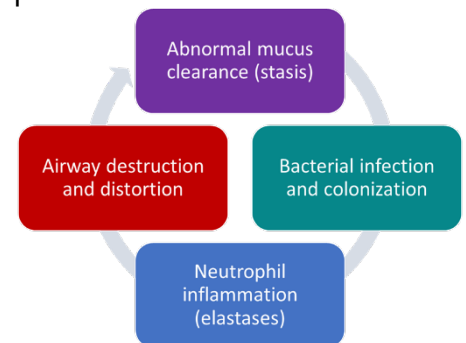 Abnormal mucus
clearance (stasis)
Airway destruction
and distortion
Bacterial infection
and colonization
Neutrophil
inflammation
(elastases)